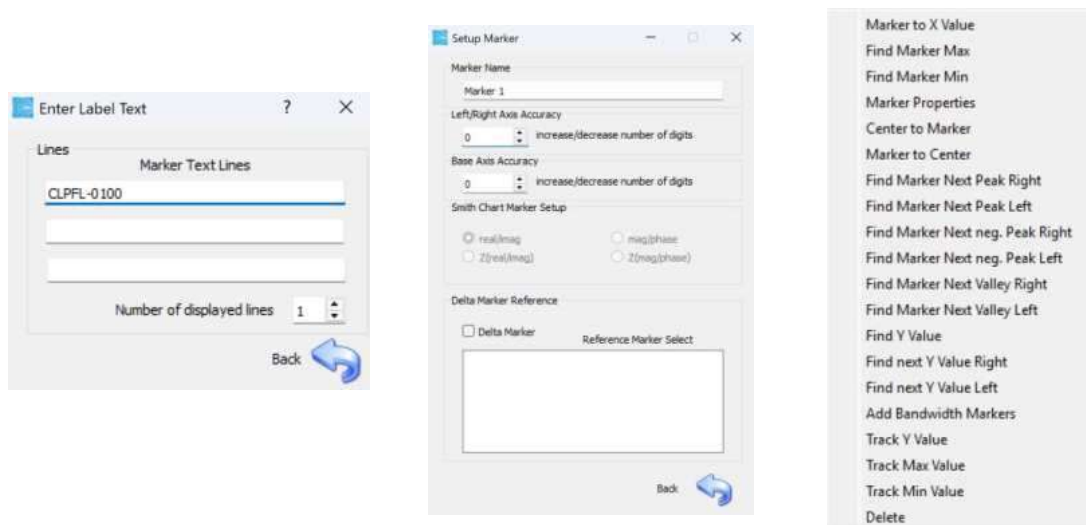 Enter Label Text
?
Lines
Marker Text Lines
CLPFL-0100
Number of displayed lines 1
Back
Setup Marker
Marker Name
Marker 1
Left/Right Axis Accuracy
0 increase/decrease number of digits
Base Axis Accuracy
0 increase/decrease number of digits
Smith Chart Marker Setup
real/imag mag/phase
Z(real/imag) Z(mag/phase)
Delta Marker Reference
Delta Marker
Reference Marker Select
Back
Marker to X Value
Find Marker Max
Find Marker Min
Marker Properties
Center to Marker
Marker to Center
Find Marker Next Peak Right
Find Marker Next Peak Left
Find Marker Next neg. Peak Right
Find Marker Next neg. Peak Left
Find Marker Next Valley Right
Find Marker Next Valley Left
Find Y Value
Find next Y Value Right
Find next Y Value Left
Add Bandwidth Markers
Track Y Value
Track Max Value
Track Min Value
Delete